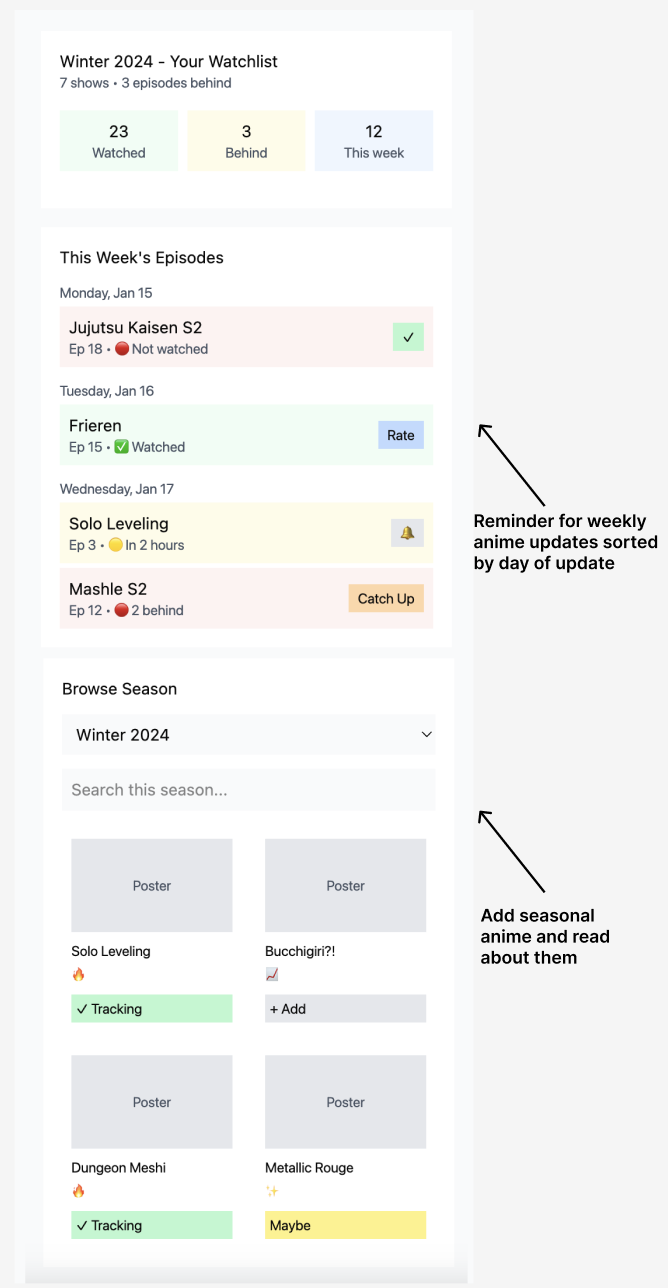 Winter 2024 - Your Watchlist
7 shows • 3 episodes behind
23
Watched
3
Behind
12
This week
This Week's Episodes
Monday, Jan 15
Jujutsu Kaisen S2
Ep 18 • 🔴 Not watched
✓
Tuesday, Jan 16
Frieren
Ep 15 • ✅ Watched
Rate
Wednesday, Jan 17
Solo Leveling
Ep 3 • 🟡 In 2 hours
🔔
Mashle S2
Ep 12 • 🔴 2 behind
Catch Up
Reminder for weekly
anime updates sorted
by day of update
Browse Season
Winter 2024
Search this season...
Poster
Solo Leveling
🔥
✓ Tracking
Poster
Bucchigiri?!
📈
+ Add
Poster
Dungeon Meshi
🔥
✓ Tracking
Poster
Metallic Rouge
✨
Maybe
Add seasonal
anime and read
about them